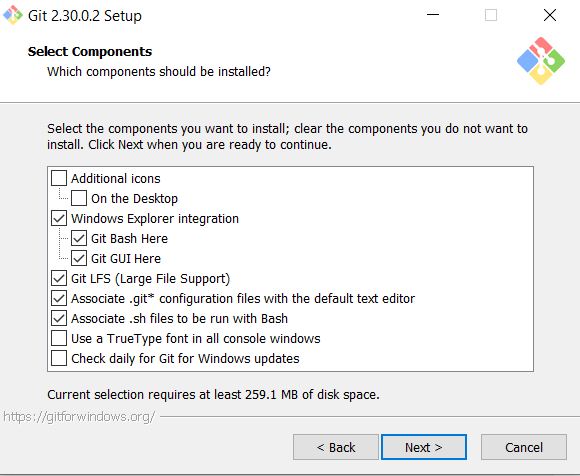 Git 2.30.0.2 Setup
Select Components
Which components should be installed?
Select the components you want to install; clear the components you do not want to
install. Click Next when you are ready to continue.
Additional icons
On the Desktop
Windows Explorer integration
Git Bash Here
Git GUI Here
Git LFS (Large File Support)
Associate .git* configuration files with the default text editor
Associate .sh files to be run with Bash
Use a TrueType font in all console windows
Check daily for Git for Windows updates
Current selection requires at least 259.1 MB of disk space.
https://gitforwindows.org/
< Back
Next >
Cancel